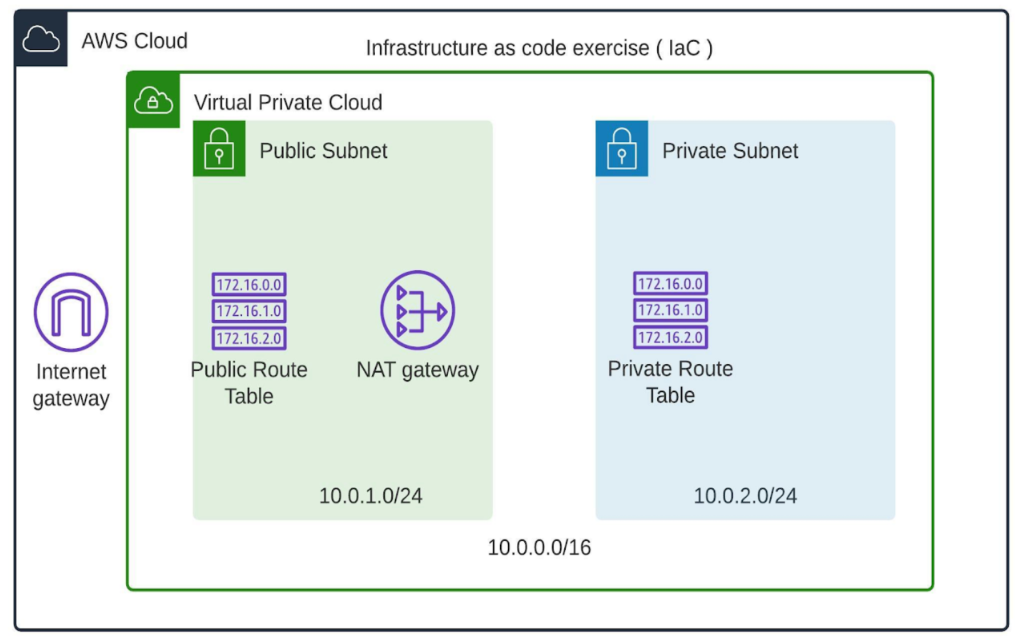 AWS Cloud
Infrastructure as code exercise ( IaC )
Virtual Private Cloud
Public Subnet
Private Subnet
172.16.0.0
172.16.1.0
172.16.2.0
Public Route
Table
NAT gateway
172.16.0.0
172.16.1.0
172.16.2.0
Private Route
Table
Internet
gateway
10.0.1.0/24
10.0.2.0/24
10.0.0.0/16